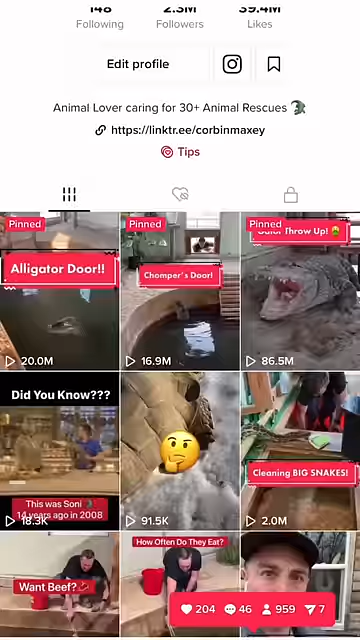 148
2.3M
39.4M
Following
Followers
Likes
Edit profile
Animal Lover caring for 30+ Animal Rescues 🐊
https://linktr.ee/corbinmaxey
Tips
Pinned
Alligator Door!!
20.0M
Pinned
Chomper's Door!
16.9M
Pinned
Gator Throw Up! 🤮
86.5M
Did You Know???
This was Soni
14 years ago in 2008
18.3K
91.5K
Cleaning BIG SNAKES!
2.0M
Want Beef?
How Often Do They Eat?
204
46
959
7